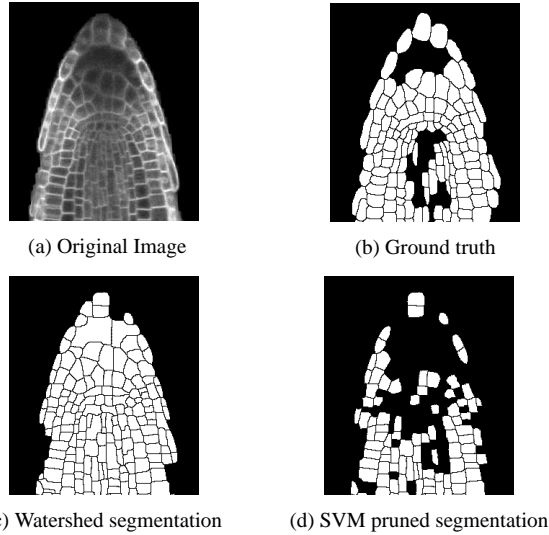 (a) Original Image
(b) Ground truth
c) Watershed segmentation
(d) SVM pruned segmentation